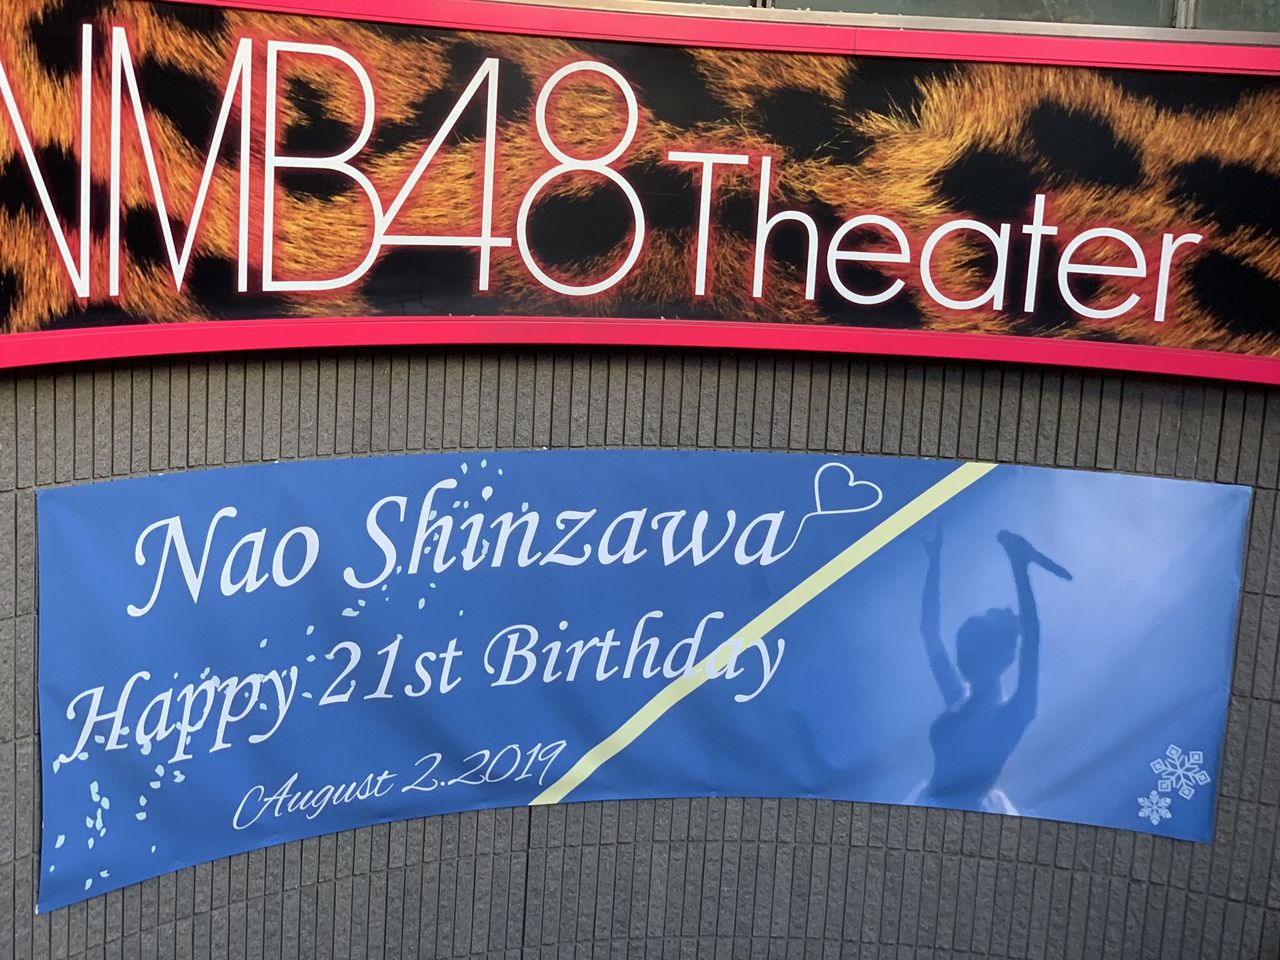 NMB48 Theater
Nao Shinzawa
Happy 21st Birthday
August 2.2019